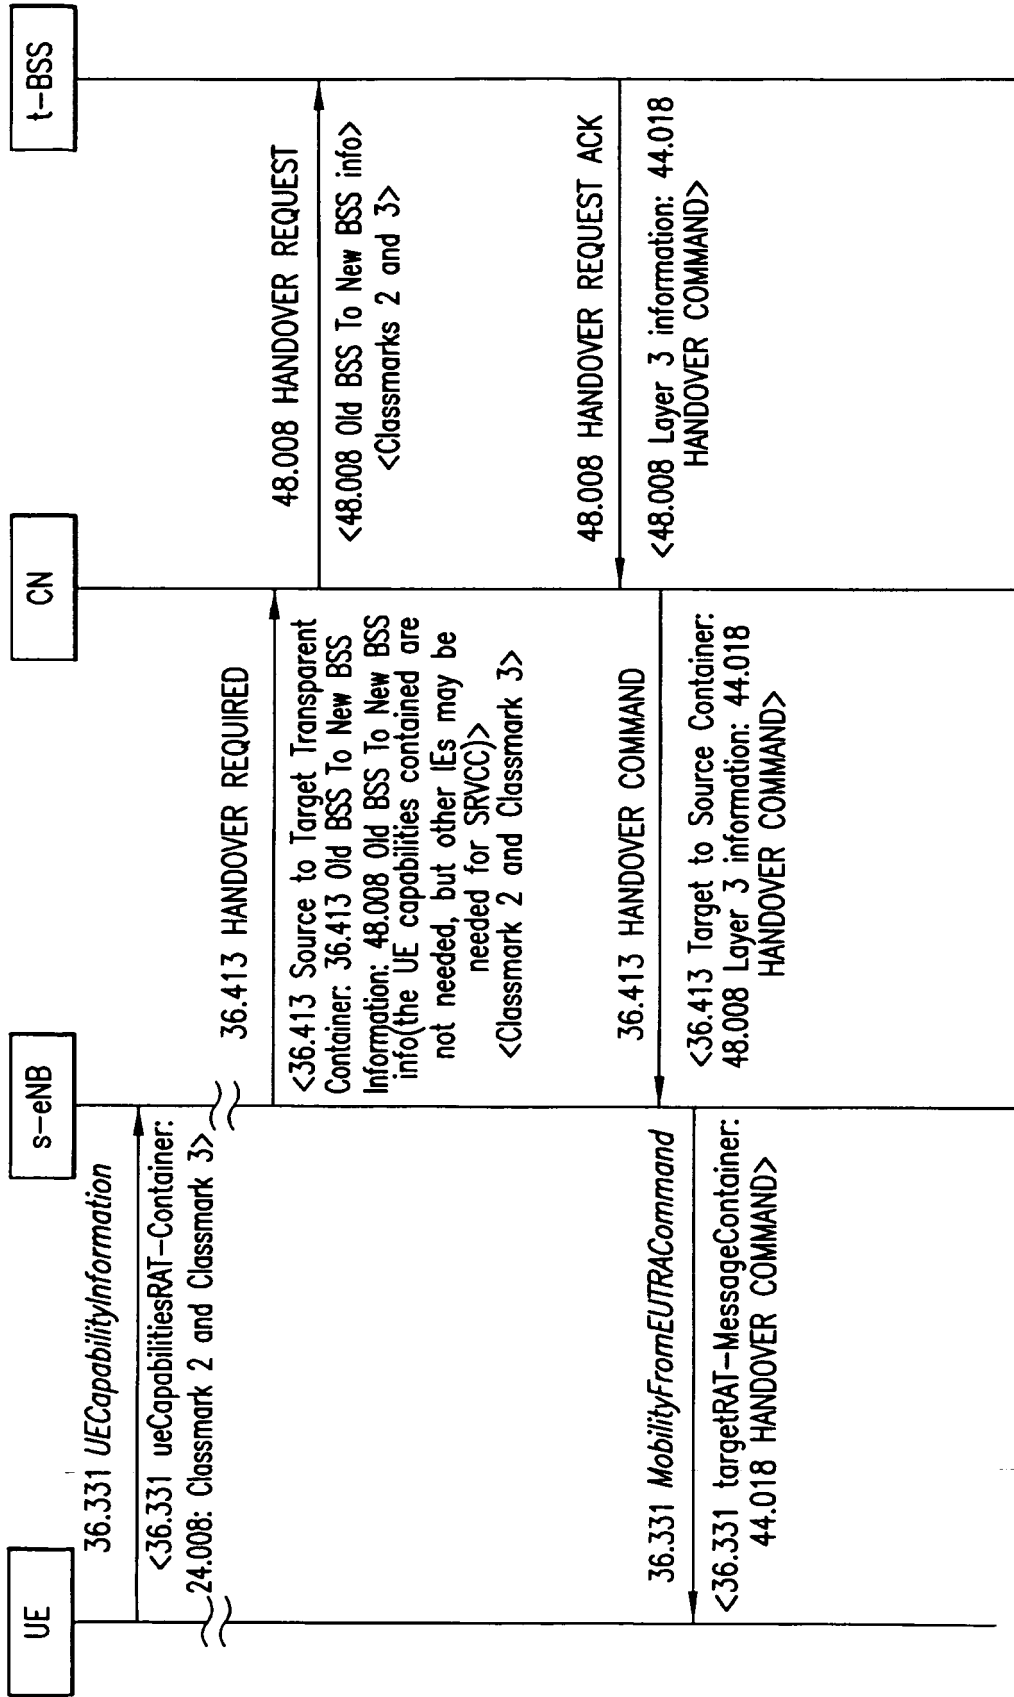 UE
s-eNB
CN
t-BSS
36.331 UECapabilityInformation
<36.331 ueCapabilitiesRAT-Container:
24.008: Classmark 2 and Classmark 3>
36.413 HANDOVER REQUIRED
<36.413 Source to Target Transparent
Container: 36.413 Old BSS To New BSS
Information: 48.008 Old BSS To New BSS
info(the UE capabilities contained are
not needed, but other IEs may be
needed for SRVCC)>
<Classmark 2 and Classmark 3>
48.008 HANDOVER REQUEST
<48.008 Old BSS To New BSS info>
<Classmarks 2 and 3>
48.008 HANDOVER REQUEST ACK
<48.008 Layer 3 information: 44.018
HANDOVER COMMAND>
36.413 HANDOVER COMMAND
<36.413 Target to Source Container:
48.008 Layer 3 information: 44.018
HANDOVER COMMAND>
36.331 MobilityFromEUTRACommand
<36.331 targetRAT-MessageContainer:
44.018 HANDOVER COMMAND>